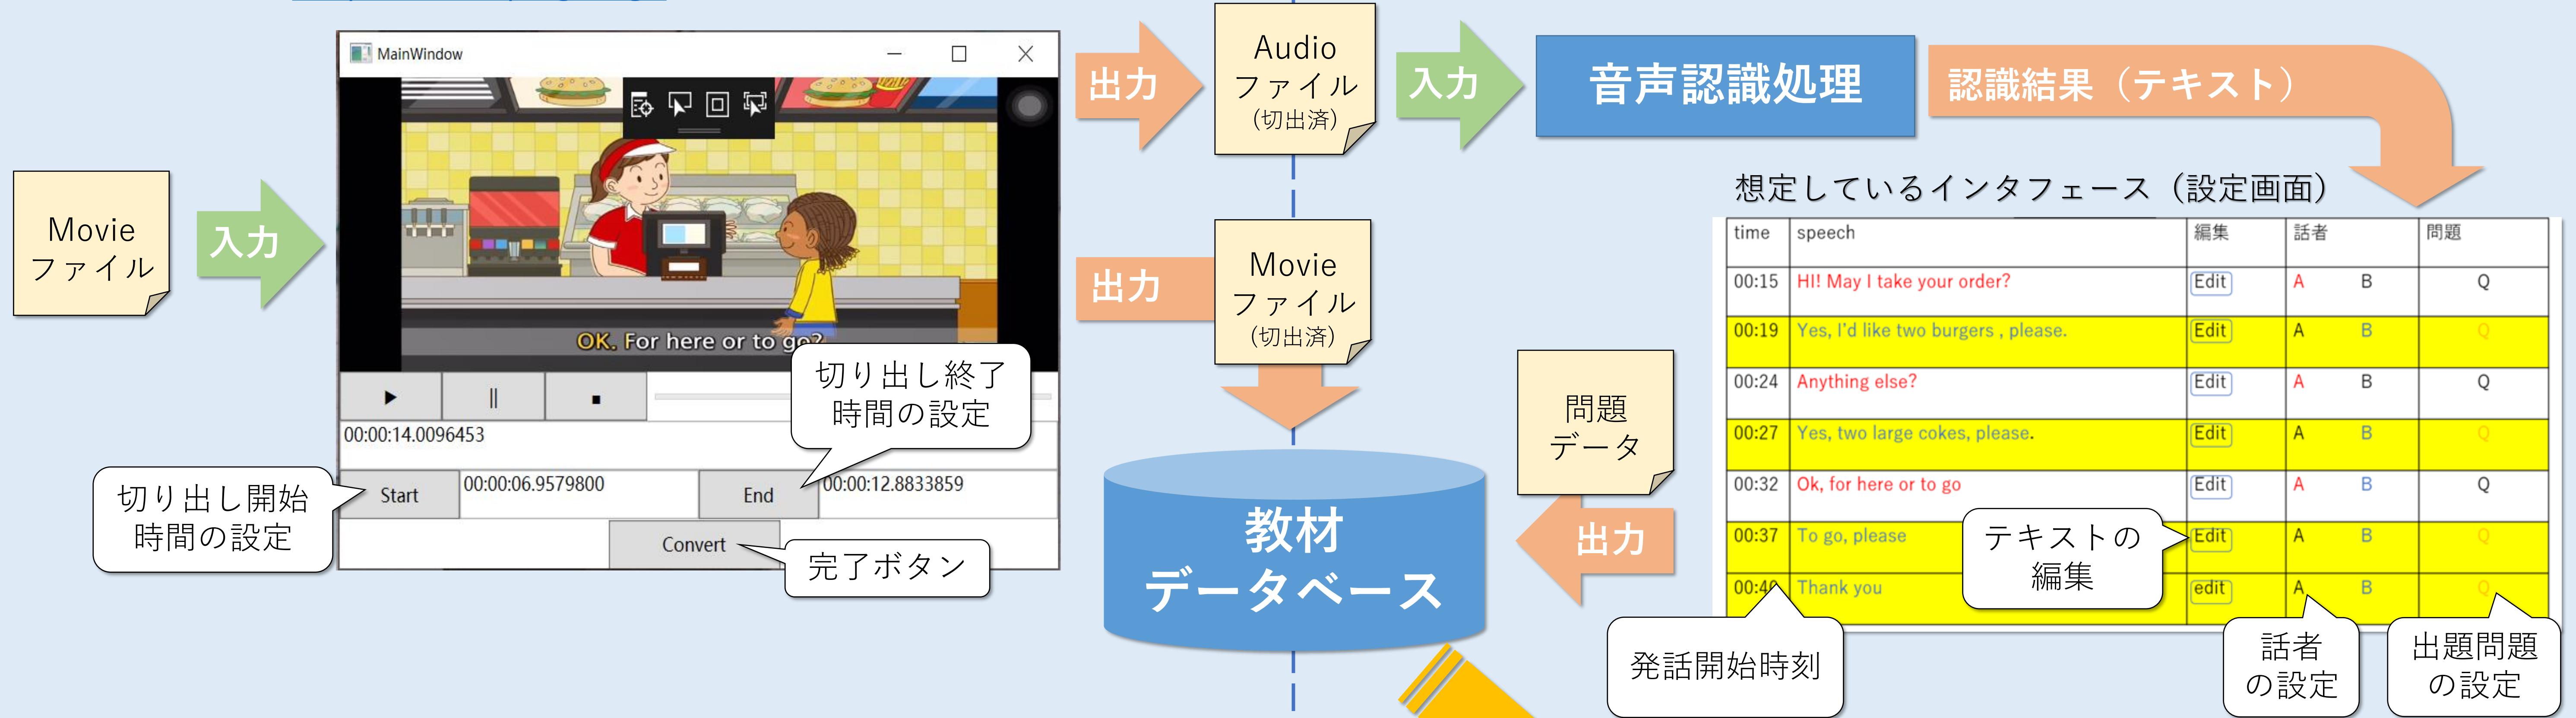 Movie
ファイル
入力
MainWindow
OK. For here or to go?
00:00:14.0096453
切り出し終了
時間の設定
切り出し開始
時間の設定
Start
00:00:06.9579800
End
00:00:12.8833859
Convert
完了ボタン
出力
Audio
ファイル
(切出済)
入力
音声認識処理
認識結果（テキスト）
出力
Movie
ファイル
(切出済)
教材
データベース
問題
データ
出力
想定しているインタフェース（設定画面）
time speech 編集 話者 問題
00:15 HI! May I take your order? Edit A B Q
00:19 Yes, I'd like two burgers , please. Edit A B Q
00:24 Anything else? Edit A B Q
00:27 Yes, two large cokes, please. Edit A B Q
00:32 Ok, for here or to go Edit A B Q
00:37 To go, please Edit A B Q
Thank you edit A B Q
テキストの
編集
発話開始時刻
話者
の設定
出題問題
の設定